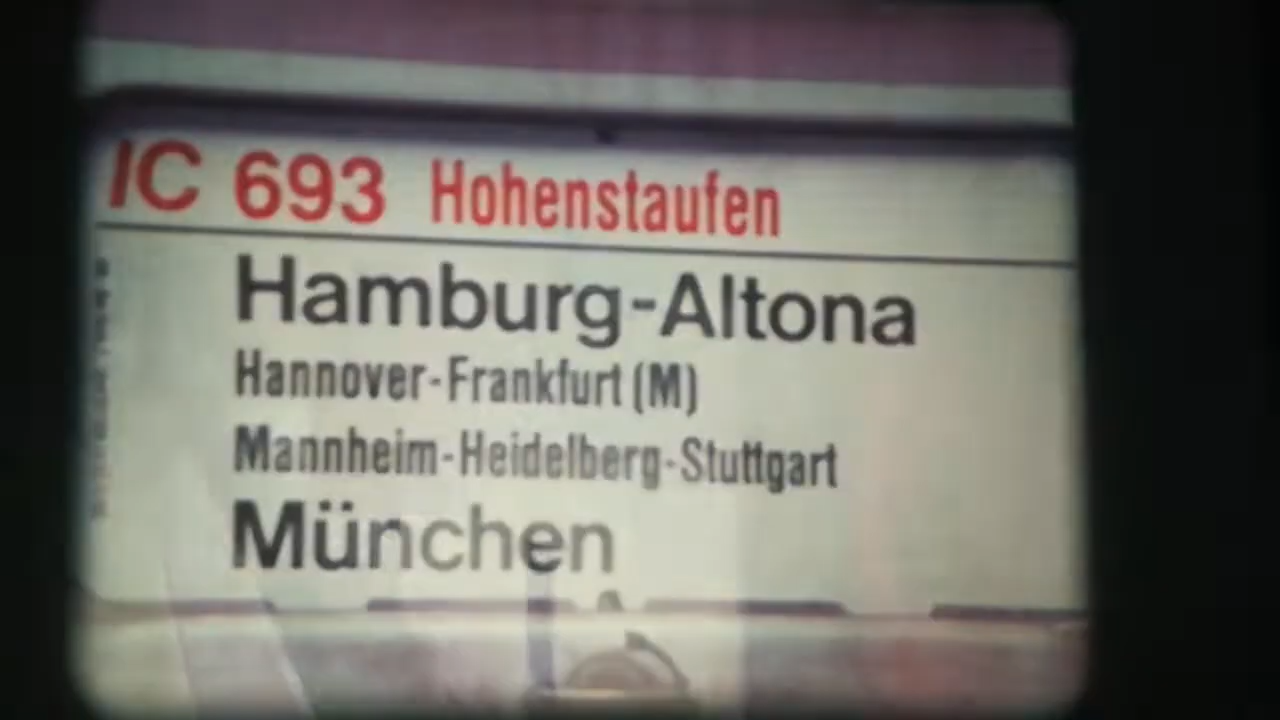 IC 693 Hohenstaufen
Hamburg-Altona
Hannover-Frankfurt (M)
Mannheim-Heidelberg-Stuttgart
München